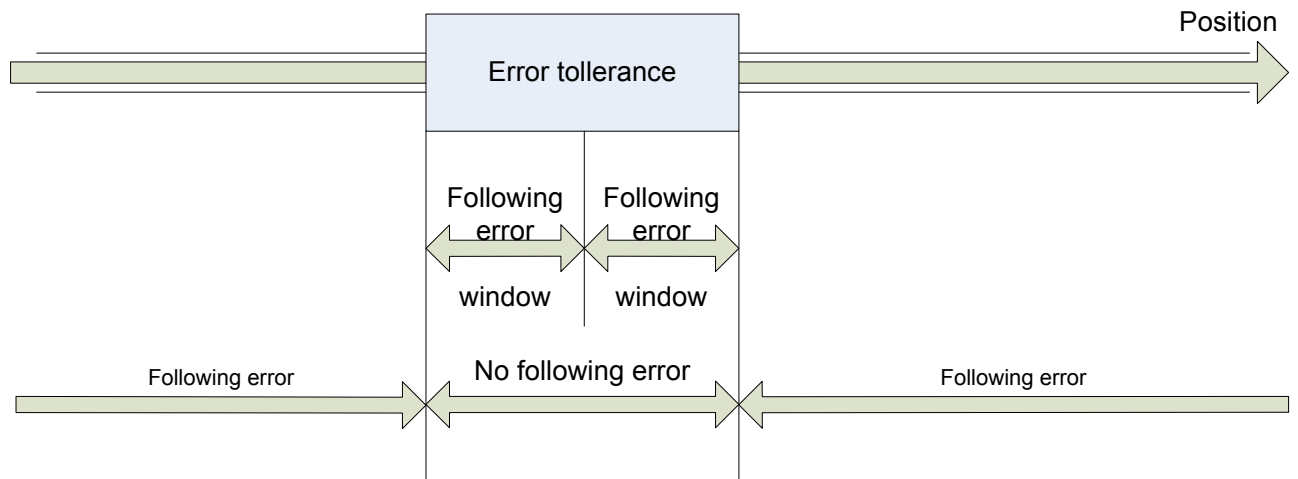 Position
Error tollerance
Following
error
window
Following
error
window
No following error
Following error
Following error